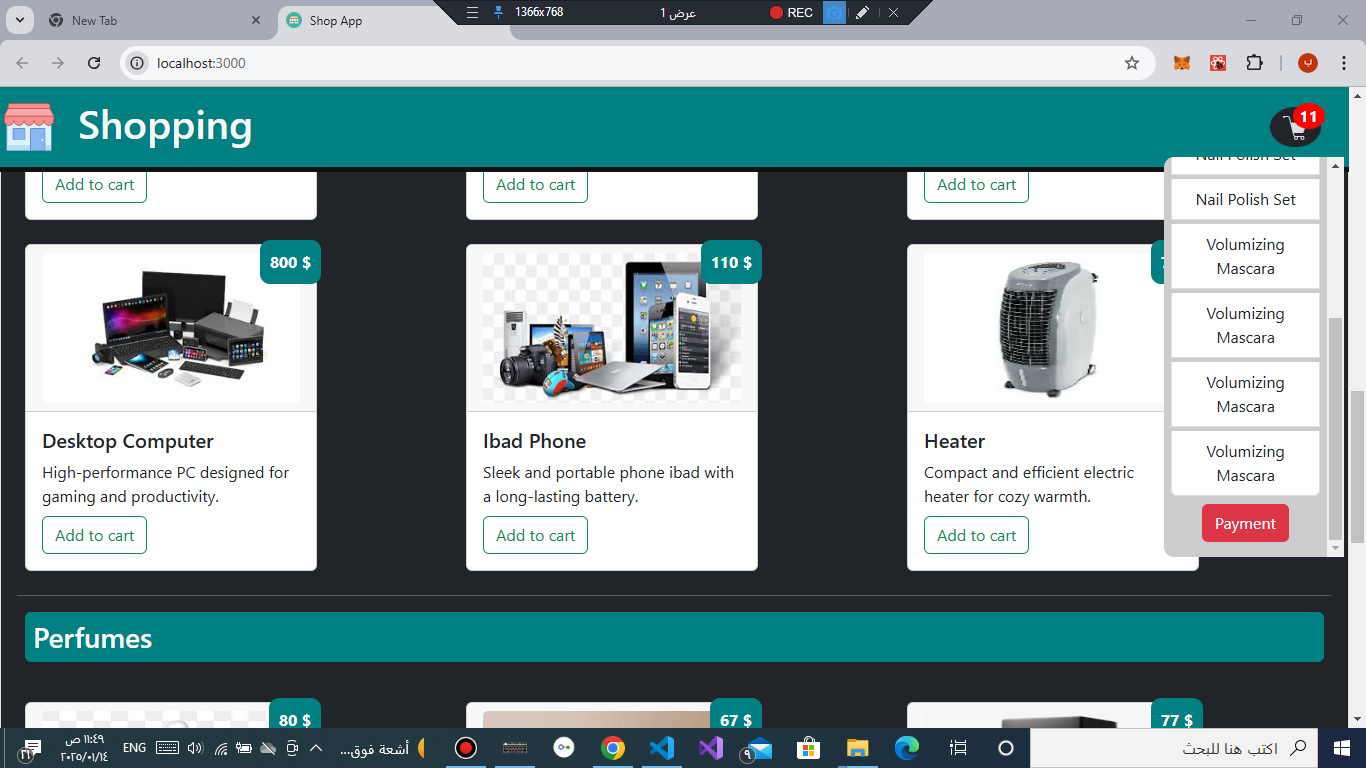 New Tab
Shop App
1366x768
عرض 1
REC
localhost:3000
Shopping
11
Add to cart
Add to cart
Add to cart
Nail Polish Set
Nail Polish Set
Volumizing
Mascara
Volumizing
Mascara
Volumizing
Mascara
Volumizing
Mascara
Payment
800 $
Desktop Computer
High-performance PC designed for
gaming and productivity.
Add to cart
110 $
Ibad Phone
Sleek and portable phone ibad with
a long-lasting battery.
Add to cart
Heater
Compact and efficient electric
heater for cozy warmth.
Add to cart
Perfumes
80 $
67 $
77 $
١١:٤٩ ص
٢٠٢٥/٠١/١٤
ENG
أشعة فوق...
٩
اكتب هنا للبحث